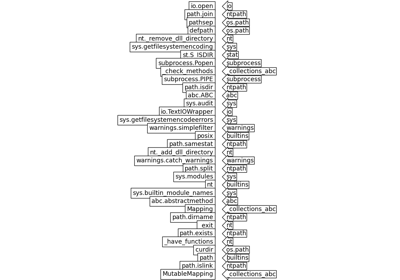 io.open io
path.join ntpath
pathsep os.path
defpath os.path
nt._remove_dll_directory nt
sys.getfilesystemencoding sys
st.S_ISDIR stat
subprocess.Popen subprocess
_check_methods _collections_abc
subprocess.PIPE subprocess
path.isdir ntpath
abc.ABC abc
sys.audit sys
io.TextIOWrapper io
sys.getfilesystemencodeerrors sys
warnings.simplefilter warnings
posix builtins
path.samestat ntpath
nt._add_dll_directory nt
warnings.catch_warnings warnings
path.split ntpath
sys.modules sys
nt builtins
sys.builtin_module_names sys
abc.abstractmethod abc
Mapping _collections_abc
path.dirname ntpath
_exit nt
path.exists ntpath
_have_functions nt
curdir os.path
path builtins
path.islink ntpath
MutableMapping _collections_abc